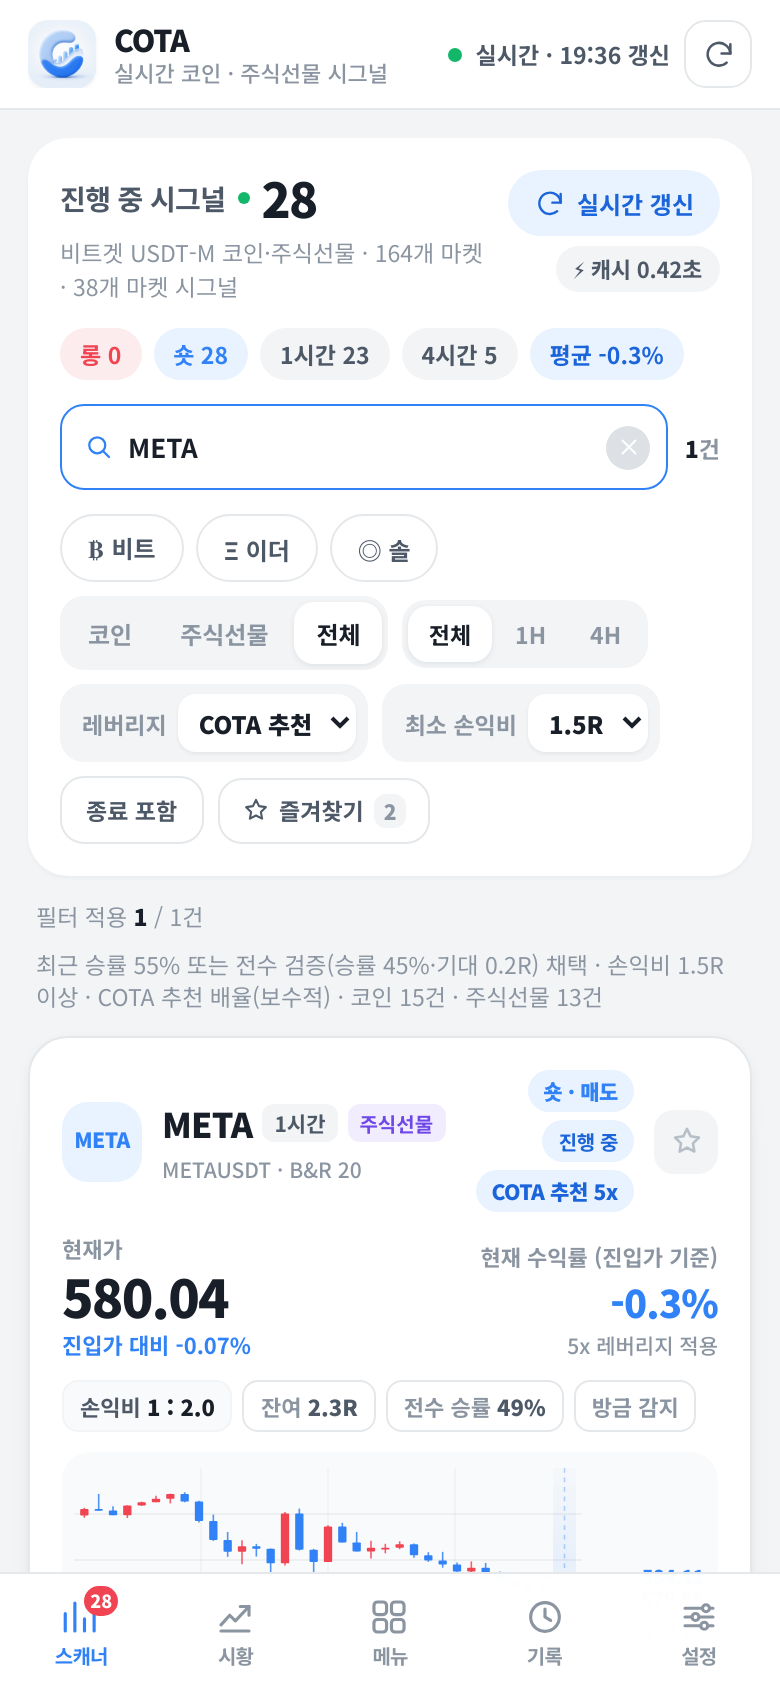 COTA
실시간 코인 · 주식선물 시그널
실시간 · 19:36 갱신
진행 중 시그널 • 28
실시간 갱신
비트겟 USDT-M 코인·주식선물 · 164개 마켓
· 38개 마켓 시그널
⚡ 캐시 0.42초
롱 0
숏 28
1시간 23
4시간 5
평균 -0.3%
META
1건
₿ 비트
Ξ 이더
◎ 솔
코인
주식선물
전체
전체
1H
4H
레버리지
COTA 추천
최소 손익비
1.5R
종료 포함
즐겨찾기 2
필터 적용 1 / 1건
최근 승률 55% 또는 전수 검증(승률 45%·기대 0.2R) 채택 · 손익비 1.5R
이상 · COTA 추천 배율(보수적) · 코인 15건 · 주식선물 13건
META
META
1시간
주식선물
METAUSDT · B&R 20
숏 · 매도
진행 중
COTA 추천 5x
현재가
580.04
진입가 대비 -0.07%
현재 수익률 (진입가 기준)
-0.3%
5x 레버리지 적용
손익비 1 : 2.0
잔여 2.3R
전수 승률 49%
방금 감지
28
스캐너
시황
메뉴
기록
설정